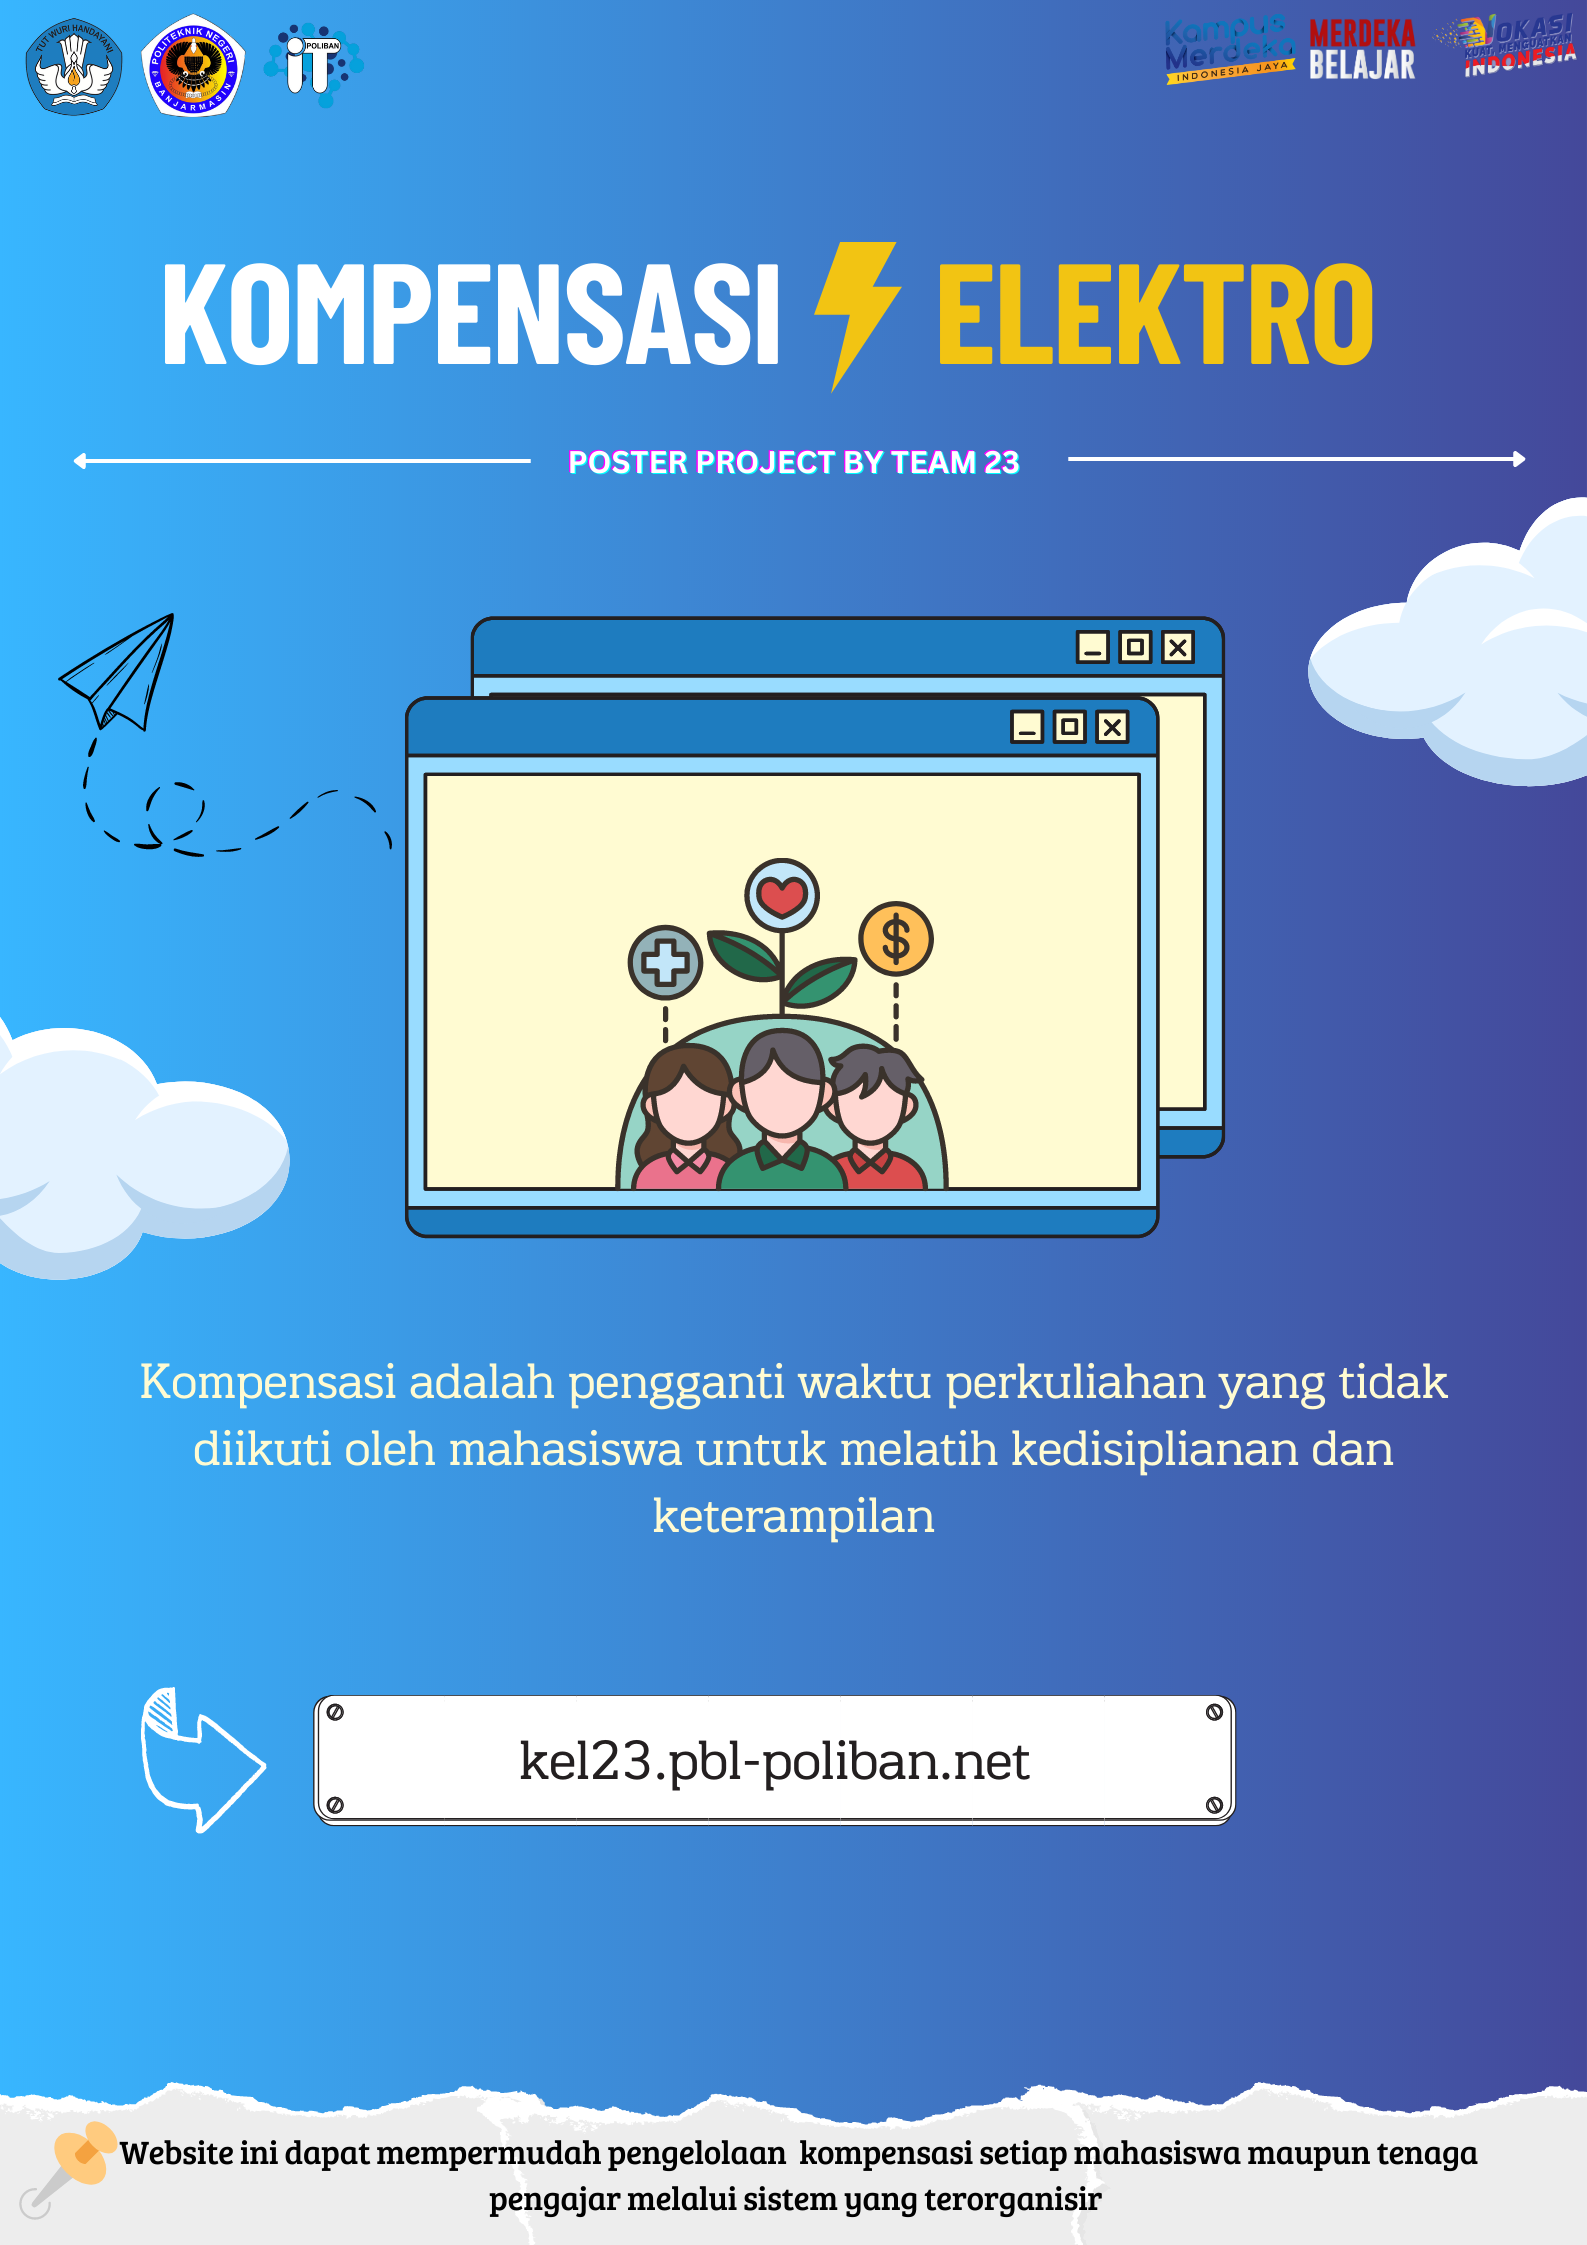 TUT WURI HANDAYANI
POLITEKNIK NEGERI
BANJARMASIN
POLIBAN
iT
Kampus
Merdeka
INDONESIA JAYA
MERDEKA
BELAJAR
VOKASI
KUAT, MENGUATKAN
INDONESIA
KOMPENSASI ELEKTRO
POSTER PROJECT BY TEAM 23
$
Kompensasi adalah pengganti waktu perkuliahan yang tidak
diikuti oleh mahasiswa untuk melatih kedisiplianan dan
keterampilan
kel23.pbl-poliban.net
Website ini dapat mempermudah pengelolaan kompensasi setiap mahasiswa maupun tenaga
pengajar melalui sistem yang terorganisir